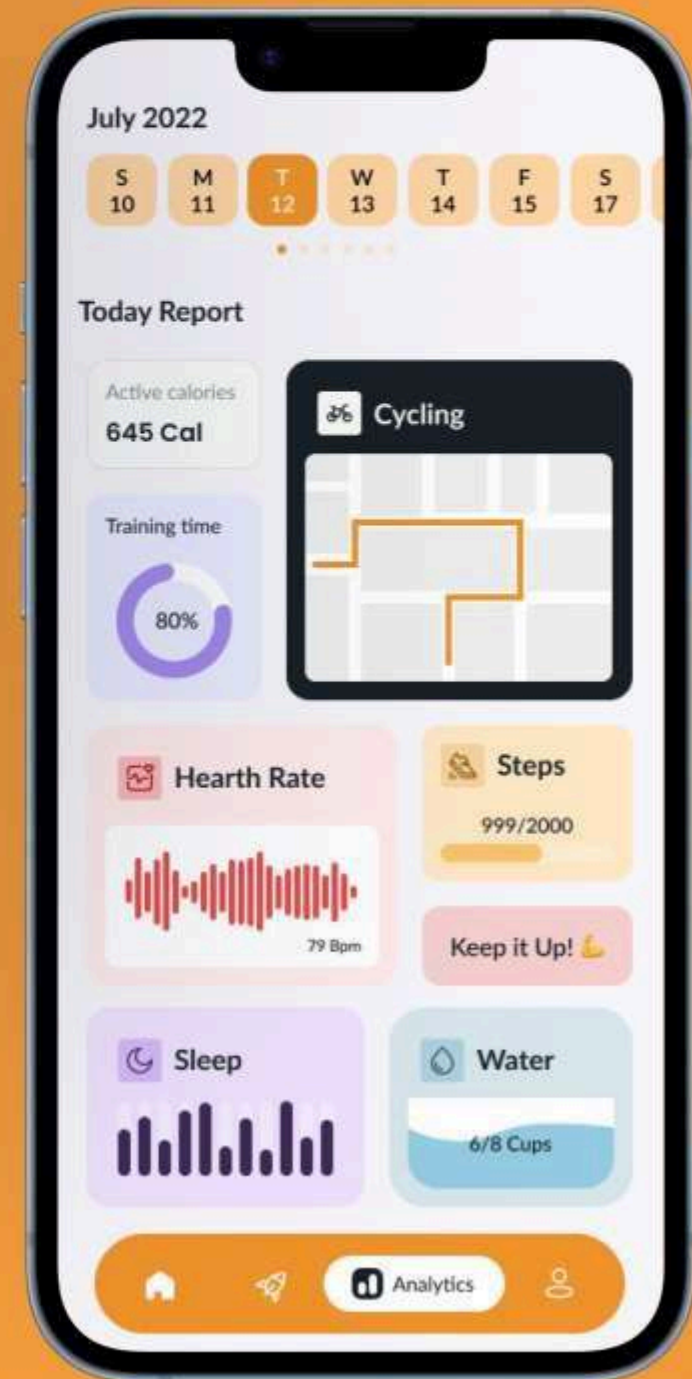 July 2022
S M T W T F S
10 11 12 13 14 15 17
Today Report
Active calories
645 Cal
Cycling
Training time
80%
Hearth Rate
79 Bpm
Steps
999/2000
Keep it Up! 💪
Sleep
Water
6/8 Cups
Analytics